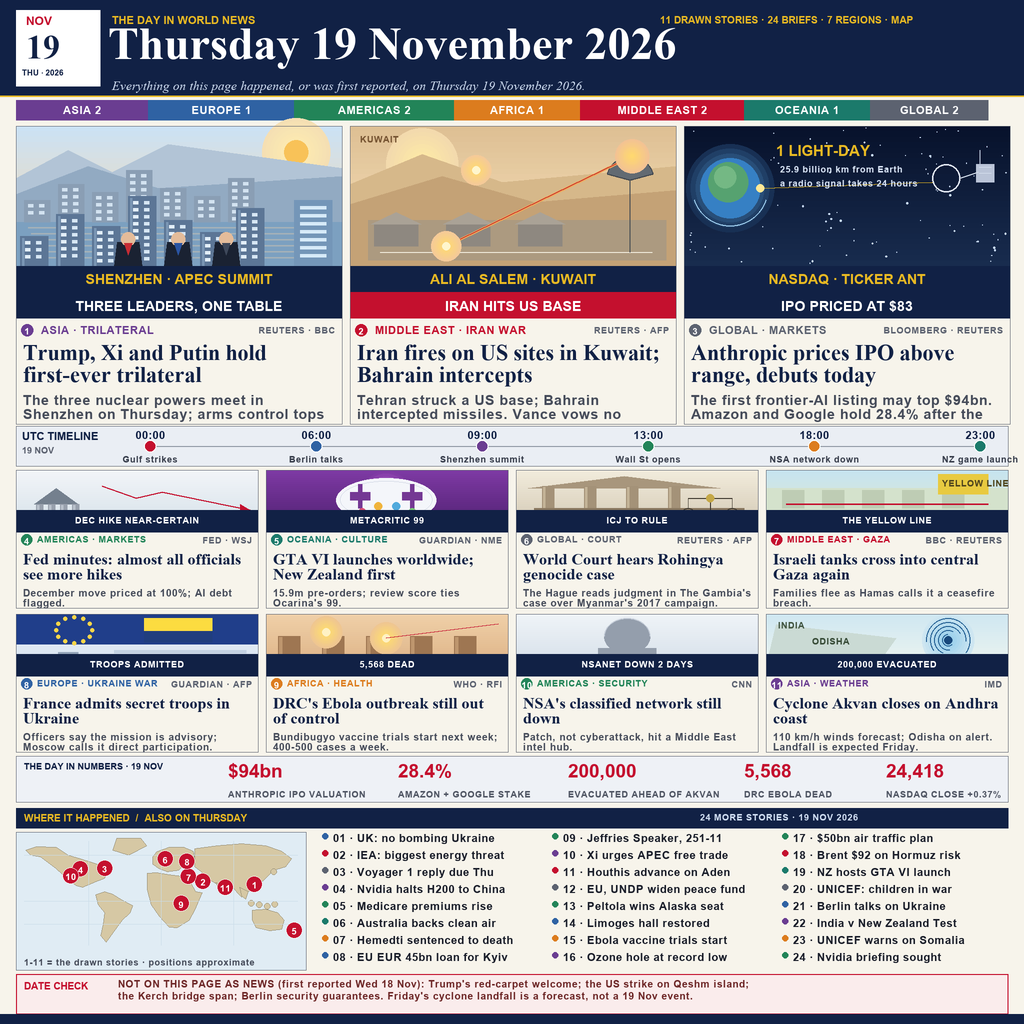 NOV
19
THU · 2026
THE DAY IN WORLD NEWS
11 DRAWN STORIES · 24 BRIEFS · 7 REGIONS · MAP
Thursday 19 November 2026
Everything on this page happened, or was first reported, on Thursday 19 November 2026.
ASIA 2
EUROPE 1
AMERICAS 2
AFRICA 1
MIDDLE EAST 2
OCEANIA 1
GLOBAL 2
SHENZHEN · APEC SUMMIT
THREE LEADERS, ONE TABLE
1 ASIA · TRILATERAL
REUTERS · BBC
Trump, Xi and Putin hold
first-ever trilateral
The three nuclear powers meet in
Shenzhen on Thursday; arms control tops
KUWAIT
ALI AL SALEM · KUWAIT
IRAN HITS US BASE
2 MIDDLE EAST · IRAN WAR
REUTERS · AFP
Iran fires on US sites in Kuwait;
Bahrain intercepts
Tehran struck a US base; Bahrain
intercepted missiles. Vance vows no
1 LIGHT-DAY
25.9 billion km from Earth
a radio signal takes 24 hours
NASDAQ · TICKER ANT
IPO PRICED AT $83
3 GLOBAL · MARKETS
BLOOMBERG · REUTERS
Anthropic prices IPO above
range, debuts today
The first frontier-AI listing may top $94bn.
Amazon and Google hold 28.4% after the
UTC TIMELINE
19 NOV
00:00
Gulf strikes
06:00
Berlin talks
09:00
Shenzhen summit
13:00
Wall St opens
18:00
NSA network down
23:00
NZ game launch
DEC HIKE NEAR-CERTAIN
4 AMERICAS · MARKETS
FED · WSJ
Fed minutes: almost all officials
see more hikes
December move priced at 100%; AI debt
flagged.
METACRITIC 99
5 OCEANIA · CULTURE
GUARDIAN · NME
GTA VI launches worldwide;
New Zealand first
15.9m pre-orders; review score ties
Ocarina's 99.
ICJ TO RULE
6 GLOBAL · COURT
REUTERS · AFP
World Court hears Rohingya
genocide case
The Hague reads judgment in The Gambia's
case over Myanmar's 2017 campaign.
YELLOW LINE
THE YELLOW LINE
7 MIDDLE EAST · GAZA
BBC · REUTERS
Israeli tanks cross into central
Gaza again
Families flee as Hamas calls it a ceasefire
breach.
TROOPS ADMITTED
8 EUROPE · UKRAINE WAR
GUARDIAN · AFP
France admits secret troops in
Ukraine
Officers say the mission is advisory;
Moscow calls it direct participation.
5,568 DEAD
9 AFRICA · HEALTH
WHO · RFI
DRC's Ebola outbreak still out
of control
Bundibugyo vaccine trials start next week;
400-500 cases a week.
NSANET DOWN 2 DAYS
10 AMERICAS · SECURITY
CNN
NSA's classified network still
down
Patch, not cyberattack, hit a Middle East
intel hub.
INDIA
ODISHA
200,000 EVACUATED
11 ASIA · WEATHER
IMD
Cyclone Akvan closes on Andhra
coast
110 km/h winds forecast; Odisha on alert.
Landfall is expected Friday.
THE DAY IN NUMBERS · 19 NOV
$94bn
ANTHROPIC IPO VALUATION
28.4%
AMAZON + GOOGLE STAKE
200,000
EVACUATED AHEAD OF AKVAN
5,568
DRC EBOLA DEAD
24,418
NASDAQ CLOSE +0.37%
WHERE IT HAPPENED / ALSO ON THURSDAY
24 MORE STORIES · 19 NOV 2026
10
4
3
6
8
7
2
11
1
9
5
1-11 = the drawn stories · positions approximate
01 · UK: no bombing Ukraine
02 · IEA: biggest energy threat
03 · Voyager 1 reply due Thu
04 · Nvidia halts H200 to China
05 · Medicare premiums rise
06 · Australia backs clean air
07 · Hemedti sentenced to death
08 · EU EUR 45bn loan for Kyiv
09 · Jeffries Speaker, 251-11
10 · Xi urges APEC free trade
11 · Houthis advance on Aden
12 · EU, UNDP widen peace fund
13 · Peltola wins Alaska seat
14 · Limoges hall restored
15 · Ebola vaccine trials start
16 · Ozone hole at record low
17 · $50bn air traffic plan
18 · Brent $92 on Hormuz risk
19 · NZ hosts GTA VI launch
20 · UNICEF: children in war
21 · Berlin talks on Ukraine
22 · India v New Zealand Test
23 · UNICEF warns on Somalia
24 · Nvidia briefing sought
DATE CHECK
NOT ON THIS PAGE AS NEWS (first reported Wed 18 Nov): Trump's red-carpet welcome; the US strike on Qeshm island;
the Kerch bridge span; Berlin security guarantees. Friday's cyclone landfall is a forecast, not a 19 Nov event.